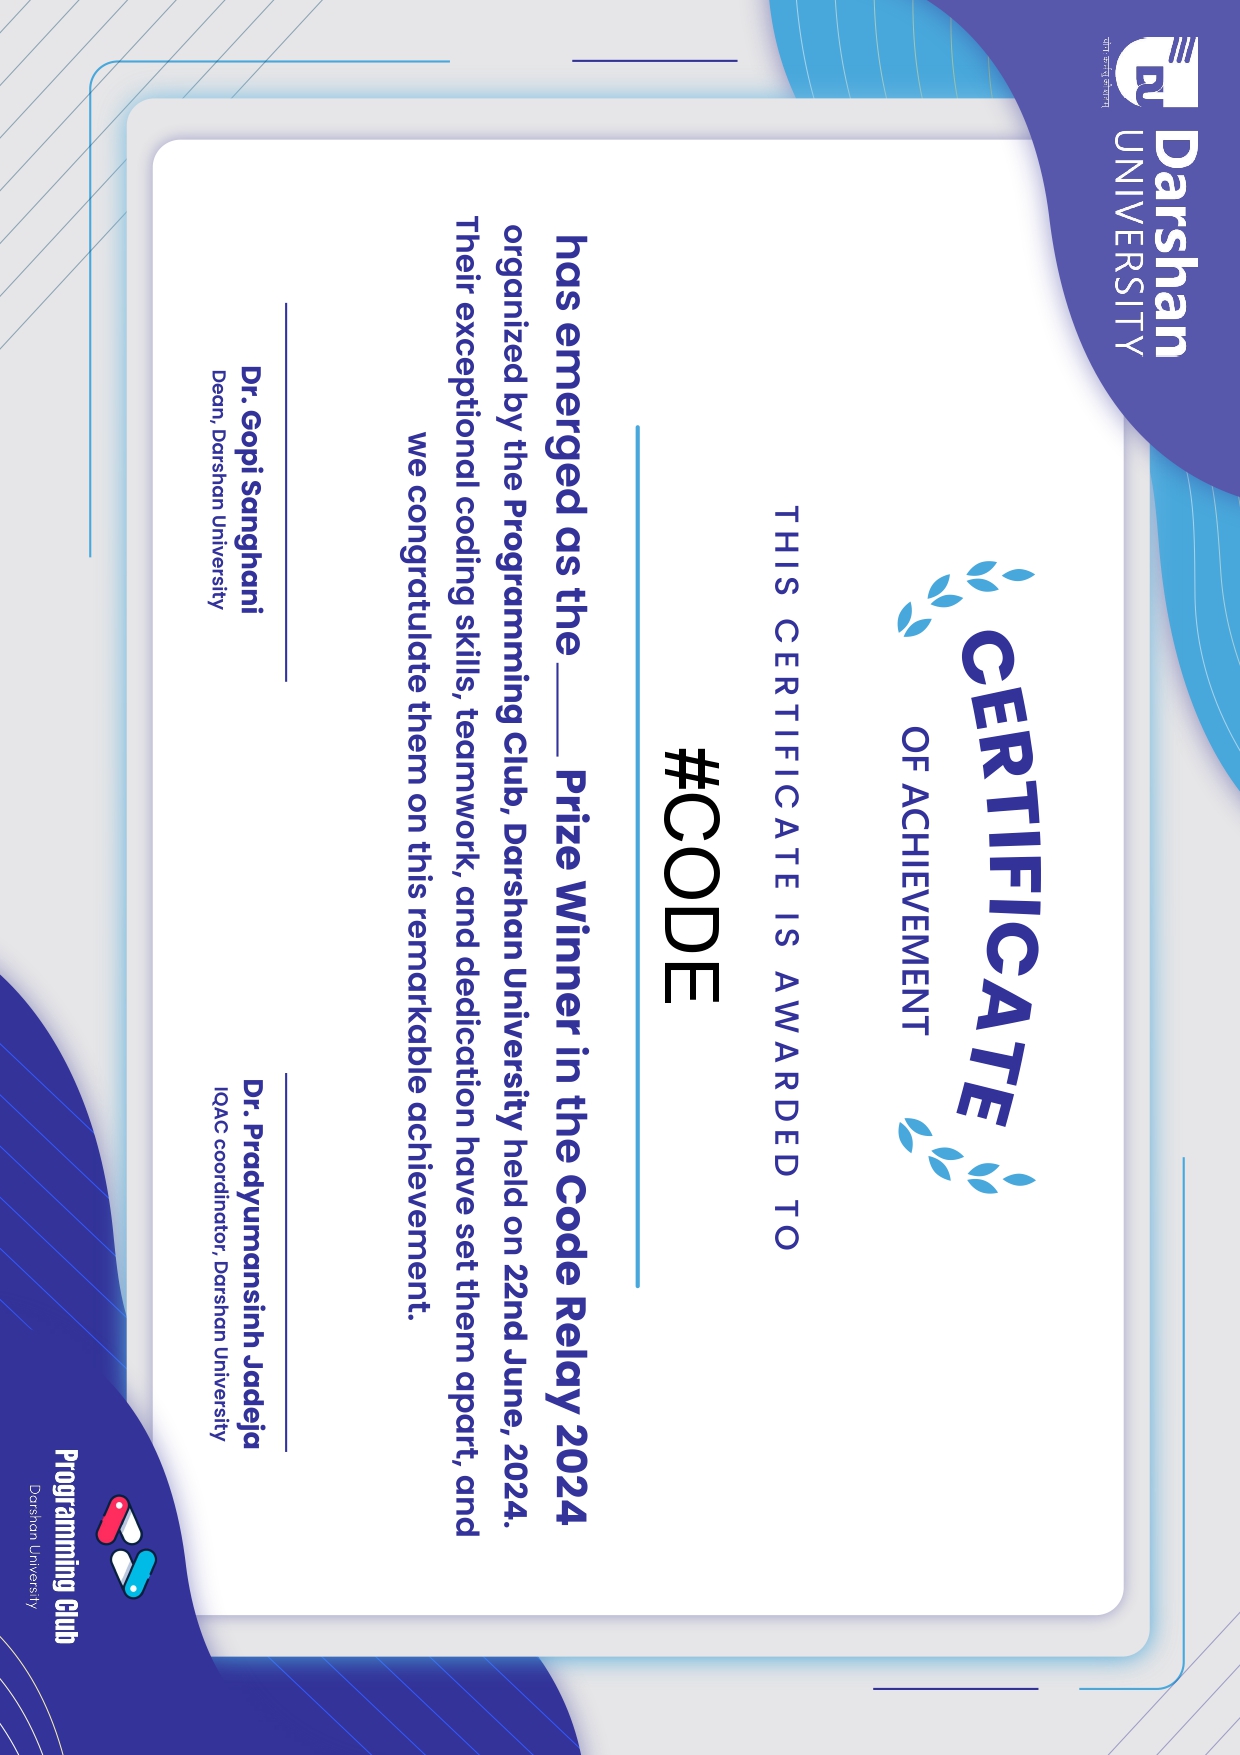 Darshan
UNIVERSITY
CERTIFICATE
OF ACHIEVEMENT
THIS CERTIFICATE IS AWARDED TO
#CODE
has emerged as the ______ Prize Winner in the Code Relay 2024
organized by the Programming Club, Darshan University held on 22nd June, 2024.
Their exceptional coding skills, teamwork, and dedication have set them apart, and
we congratulate them on this remarkable achievement.
Dr. Gopi Sanghani
Dean, Darshan University
Dr. Pradyumansinh Jadeja
IQAC coordinator, Darshan University
Programming Club
Darshan University